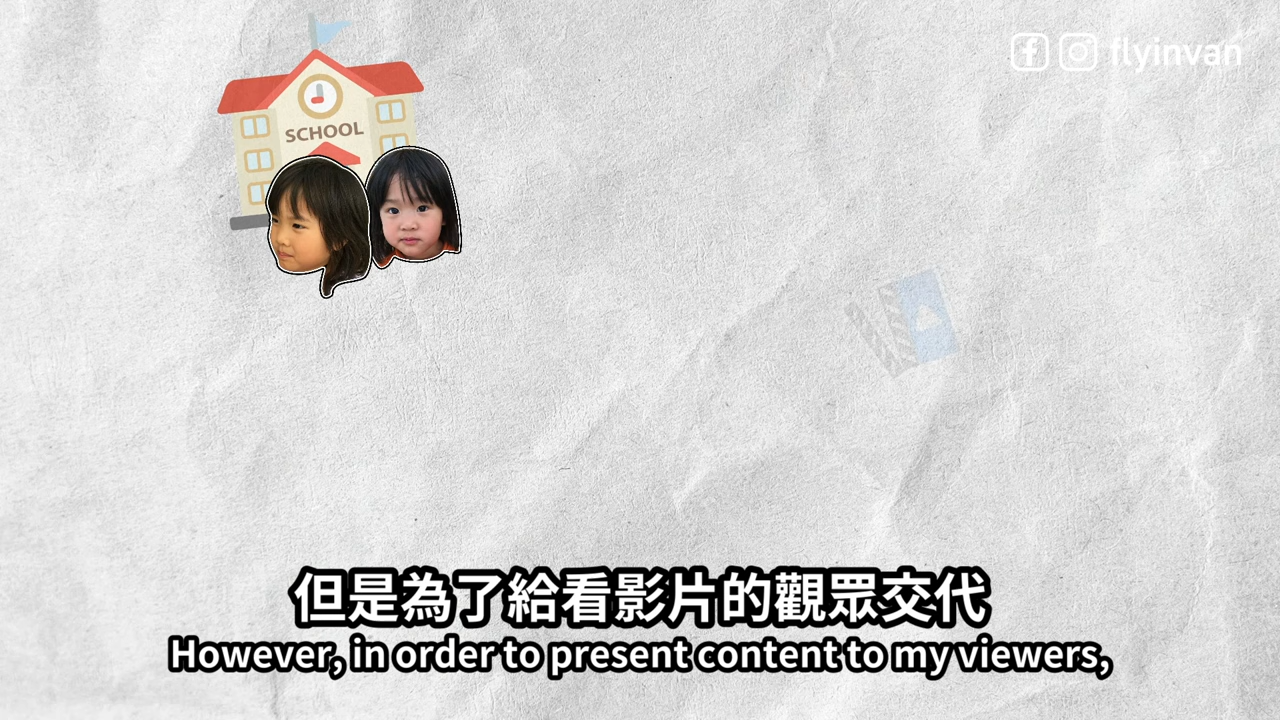 flyinvan
SCHOOL
但是為了給看影片的觀眾交代
However, in order to present content to my viewers,